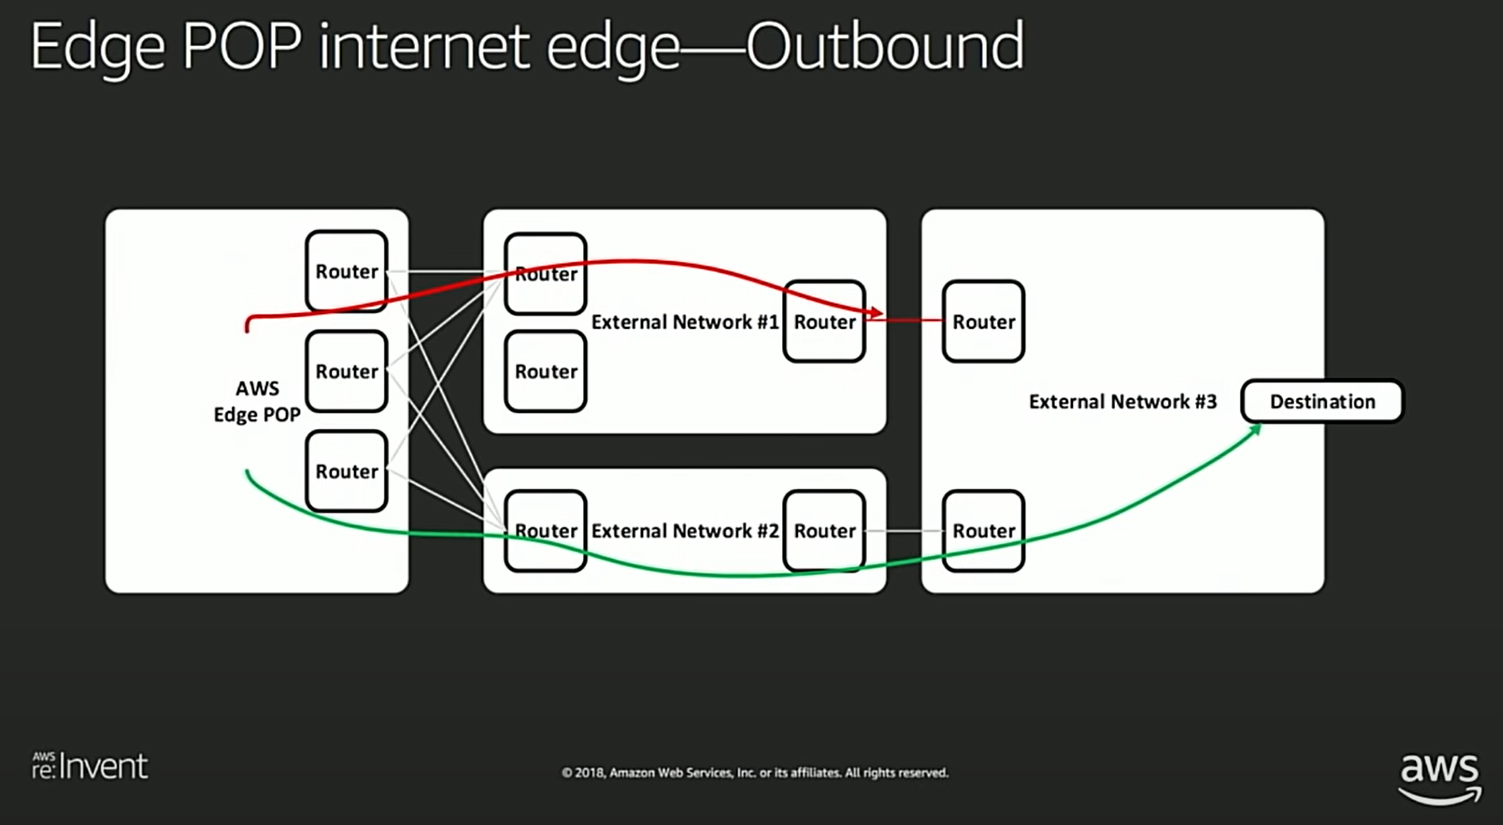 Edge POP internet edge—Outbound
Router
Router
Router
AWS
Edge POP
Router
Router
External Network #1
Router
Router
External Network #2
Router
Router
External Network #3
Destination
Router
AWS
re:Invent
© 2018, Amazon Web Services, Inc. or its affiliates. All rights reserved.
aws